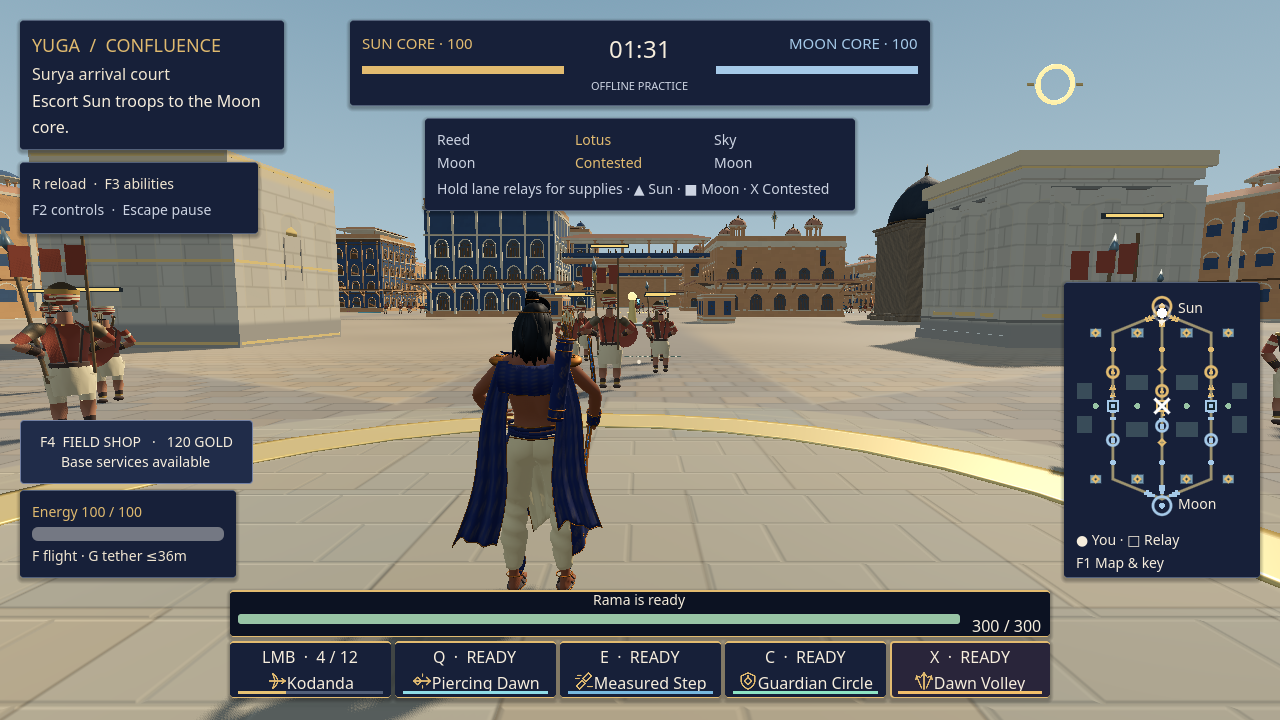 YUGA / CONFLUENCE
Surya arrival court
Escort Sun troops to the Moon
core.
R reload · F3 abilities
F2 controls · Escape pause
SUN CORE · 100
01:31
MOON CORE · 100
OFFLINE PRACTICE
Reed Lotus Sky
Moon Contested Moon
Hold lane relays for supplies · ▲ Sun · ■ Moon · X Contested
Sun
Moon
● You · □ Relay
F1 Map & key
F4 FIELD SHOP · 120 GOLD
Base services available
Energy 100 / 100
F flight · G tether ≤36m
Rama is ready
300 / 300
LMB · 4 / 12
Kodanda
Q · READY
Piercing Dawn
E · READY
Measured Step
C · READY
Guardian Circle
X · READY
Dawn Volley